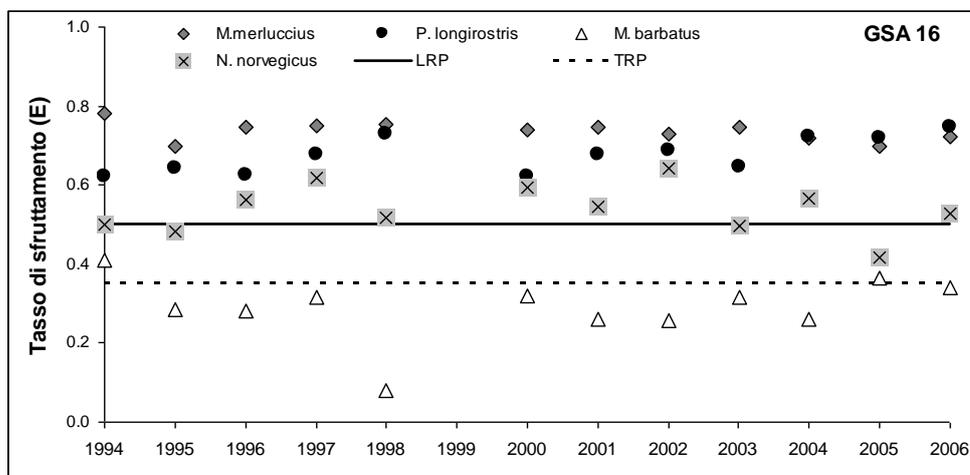 M.merluccius P. longirostris M. barbatus GSA 16
N. norvegicus LRP TRP
Tasso di sfruttamento (E)
1.0
0.8
0.6
0.4
0.2
0.0
1994 1995 1996 1997 1998 1999 2000 2001 2002 2003 2004 2005 2006